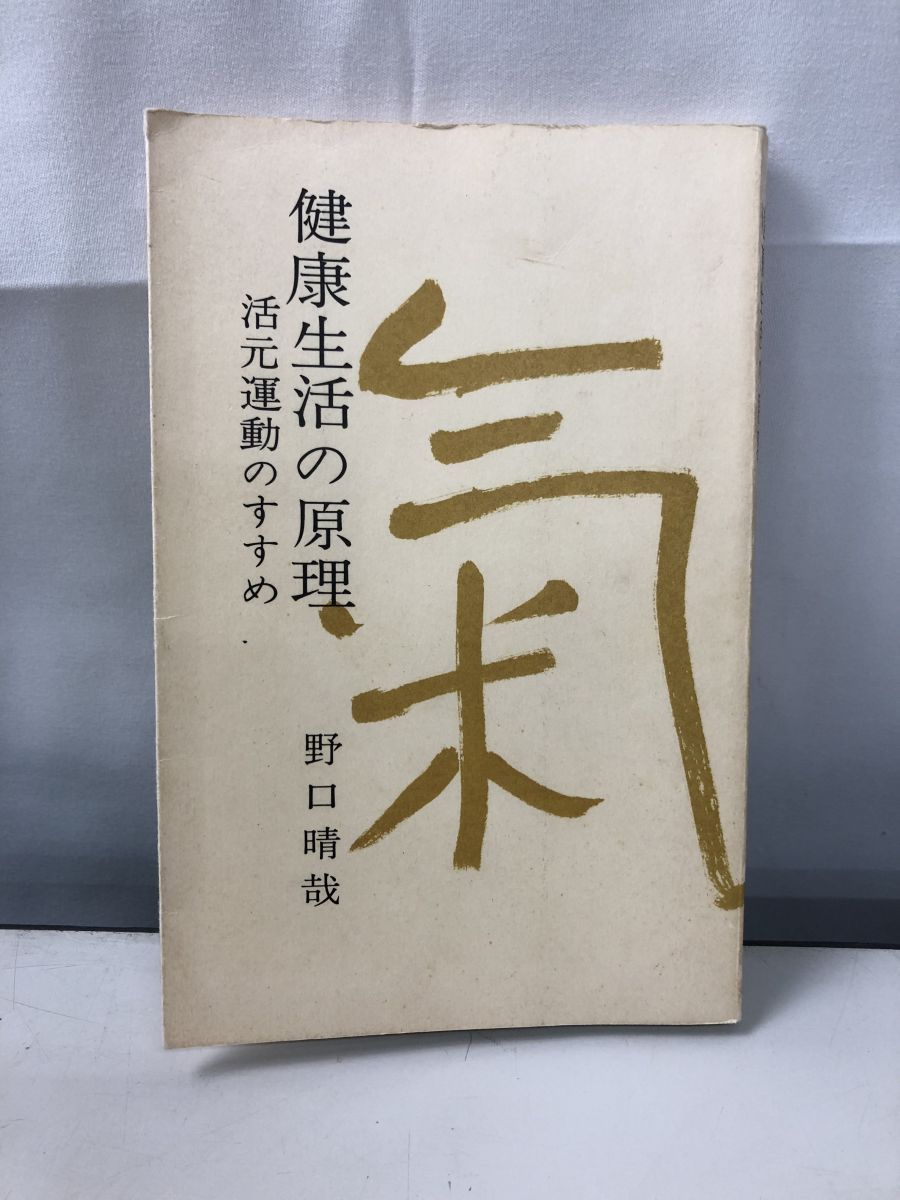 氣
健康生活の原理
活元運動のすすめ
野口晴哉